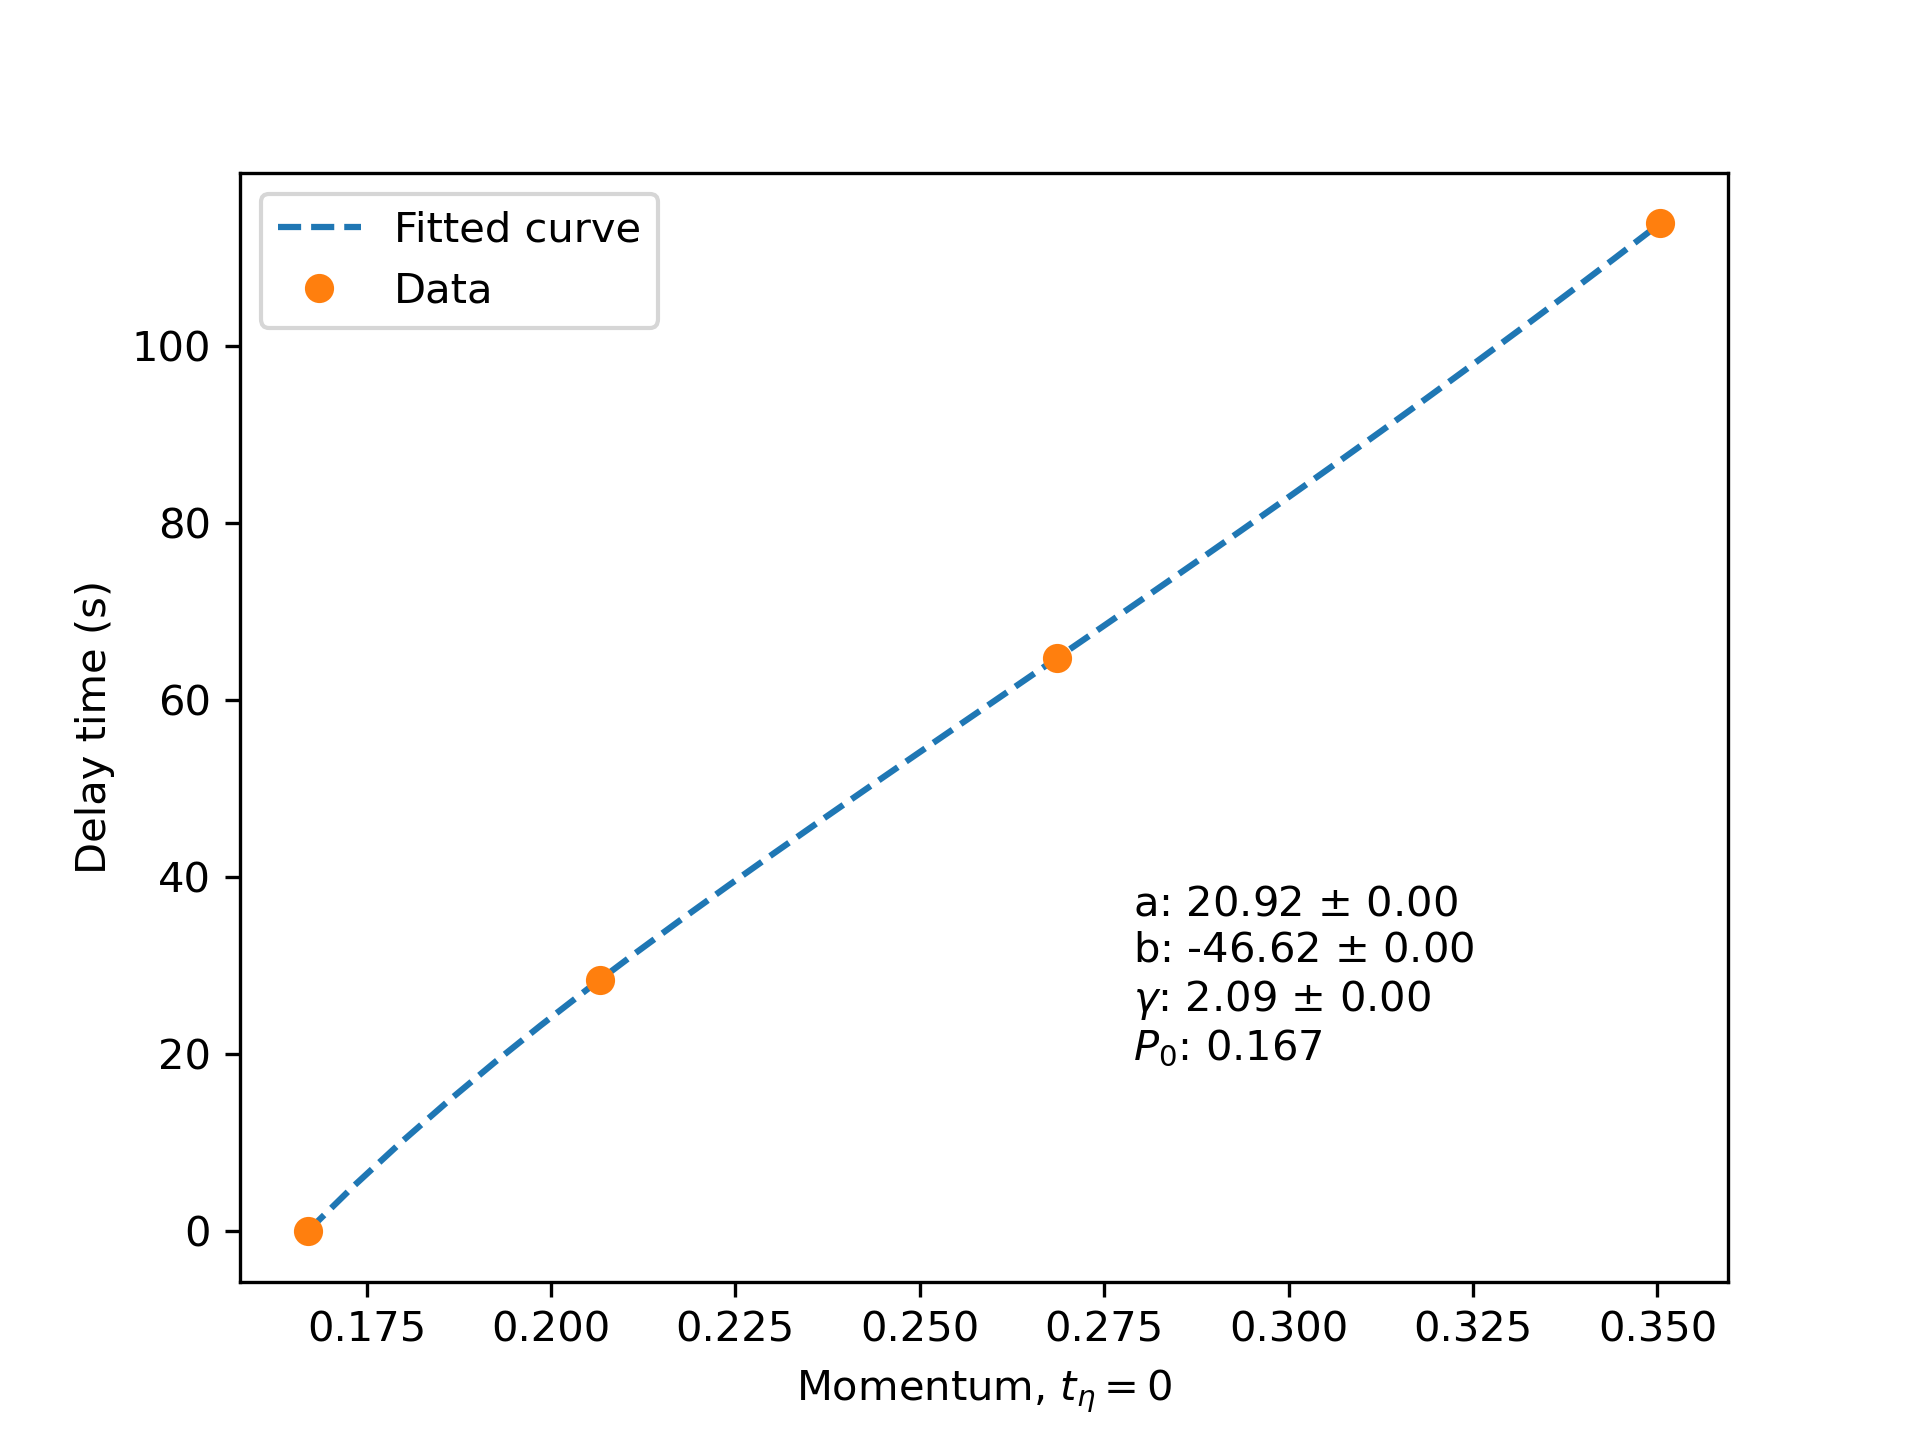 Fitted curve
Data
100
80
60
40
20
0
Delay time (s)
a: 20.92 ± 0.00
b: -46.62 ± 0.00
γ: 2.09 ± 0.00
P₀: 0.167
0.175 0.200 0.225 0.250 0.275 0.300 0.325 0.350
Momentum, t_η = 0